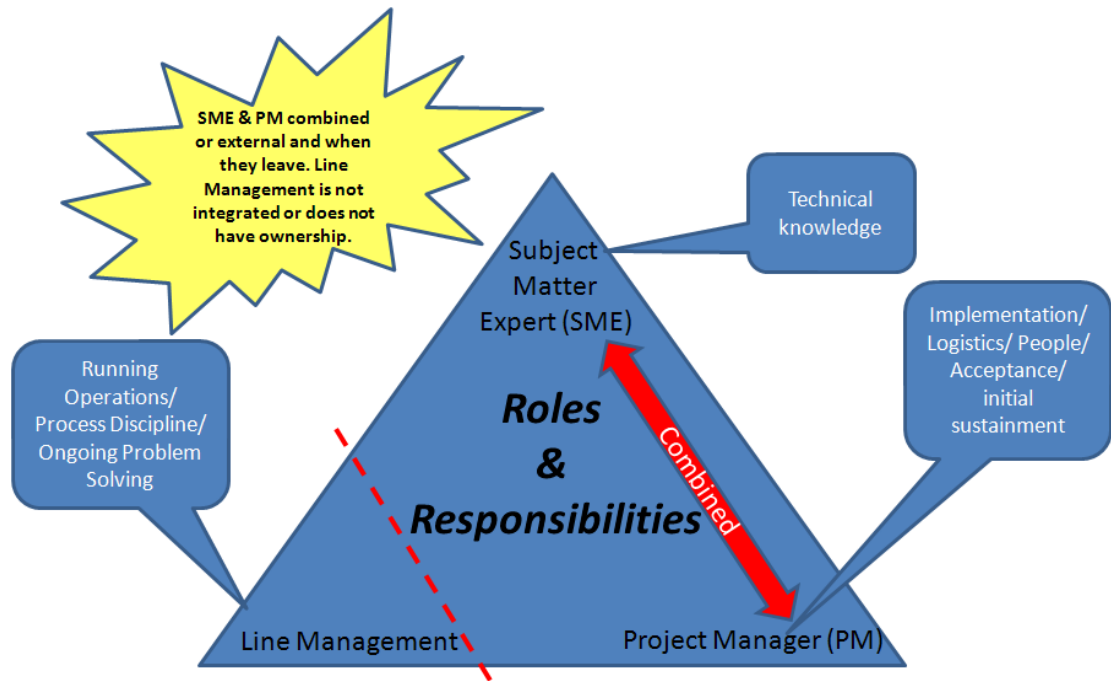 SME & PM combined
or external and when
they leave. Line
Management is not
integrated or does not
have ownership.
Technical
knowledge
Subject
Matter
Expert (SME)
Implementation/
Logistics/ People/
Acceptance/
initial
sustainment
Running
Operations/
Process Discipline/
Ongoing Problem
Solving
Roles
&
Responsibilities
Combined
Line Management
Project Manager (PM)